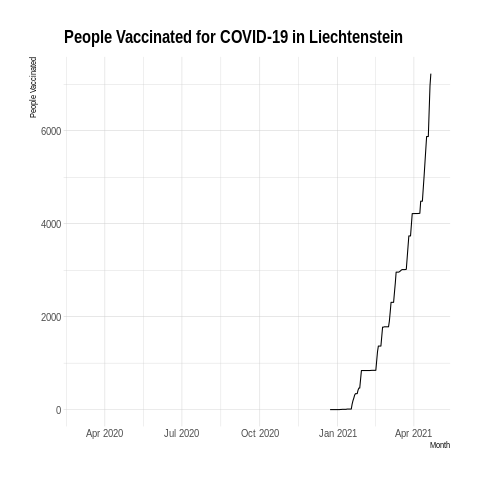 People Vaccinated for COVID-19 in Liechtenstein
People Vaccinated
6000
4000
2000
0
Apr 2020 Jul 2020 Oct 2020 Jan 2021 Apr 2021
Month